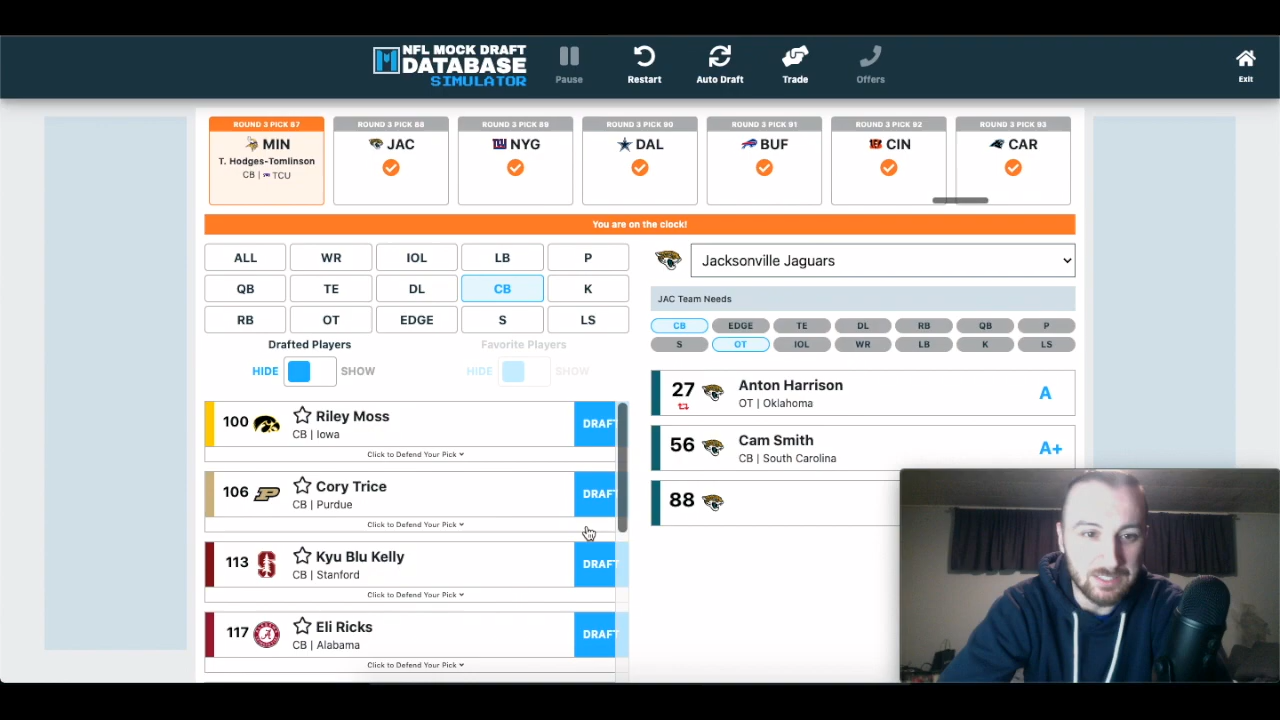 NFL MOCK DRAFT
DATABASE
SIMULATOR
Pause
Restart
Auto Draft
Trade
Offers
Exit
ROUND 3 PICK 87
MIN
T. Hodges-Tomlinson
CB | TCU
ROUND 3 PICK 88
JAC
ROUND 3 PICK 89
NYG
ROUND 3 PICK 90
DAL
ROUND 3 PICK 91
BUF
ROUND 3 PICK 92
CIN
ROUND 3 PICK 93
CAR
You are on the clock!
ALL WR IOL LB P
QB TE DL CB K
RB OT EDGE S LS
Drafted Players
HIDE SHOW
Favorite Players
HIDE SHOW
100 Riley Moss DRAFT
CB | Iowa
Click to Defend Your Pick
106 Cory Trice DRAFT
CB | Purdue
Click to Defend Your Pick
113 Kyu Blu Kelly DRAFT
CB | Stanford
Click to Defend Your Pick
117 Eli Ricks DRAFT
CB | Alabama
Click to Defend Your Pick
Jacksonville Jaguars
JAC Team Needs
CB EDGE TE DL RB QB P
S OT IOL WR LB K LS
27 Anton Harrison A
OT | Oklahoma
56 Cam Smith A+
CB | South Carolina
88